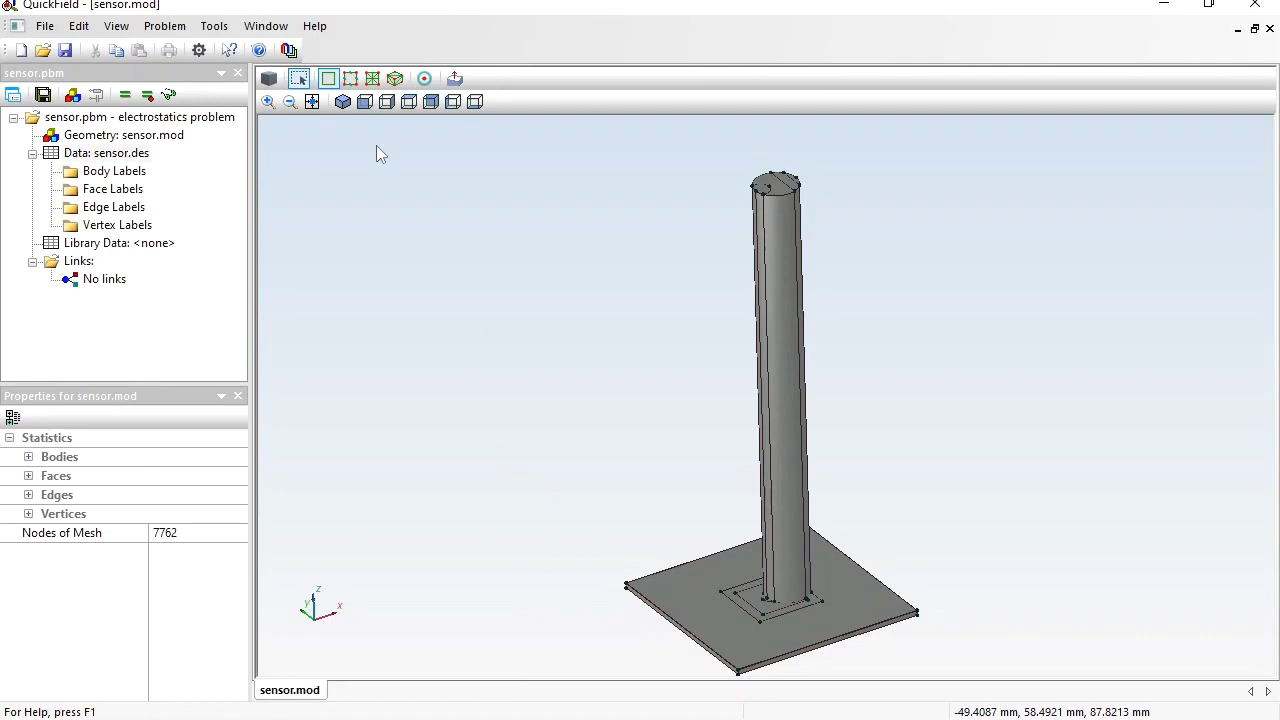 QuickField - [sensor.mod]
File Edit View Problem Tools Window Help
sensor.pbm
sensor.pbm - electrostatics problem
Geometry: sensor.mod
Data: sensor.des
Body Labels
Face Labels
Edge Labels
Vertex Labels
Library Data: <none>
Links:
No links
Properties for sensor.mod
Statistics
Bodies
Faces
Edges
Vertices
Nodes of Mesh 7762
z
y
x
sensor.mod
For Help, press F1
-49.4087 mm, 58.4921 mm, 87.8213 mm